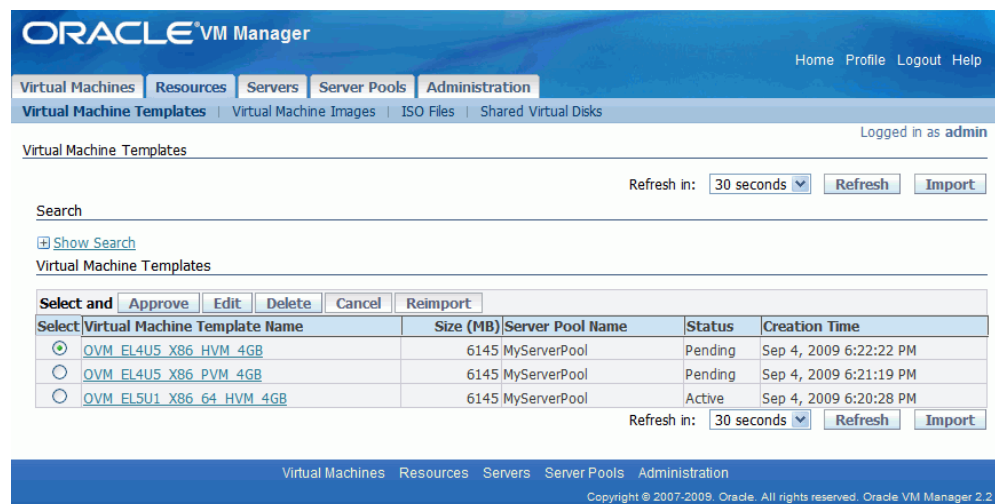 ORACLE VM Manager
Home Profile Logout Help
Virtual Machines Resources Servers Server Pools Administration
Virtual Machine Templates | Virtual Machine Images | ISO Files | Shared Virtual Disks
Logged in as admin
Virtual Machine Templates
Refresh in: 30 seconds Refresh Import
Search
Show Search
Virtual Machine Templates
Select and Approve Edit Delete Cancel Reimport
Select Virtual Machine Template Name Size (MB) Server Pool Name Status Creation Time
OVM_EL4U5_X86_HVM_4GB 6145 MyServerPool Pending Sep 4, 2009 6:22:22 PM
OVM_EL4U5_X86_PVM_4GB 6145 MyServerPool Pending Sep 4, 2009 6:21:19 PM
OVM_EL5U1_X86_64_HVM_4GB 6145 MyServerPool Active Sep 4, 2009 6:20:28 PM
Refresh in: 30 seconds Refresh Import
Virtual Machines Resources Servers Server Pools Administration
Copyright © 2007-2009. Oracle. All rights reserved. Oracle VM Manager 2.2